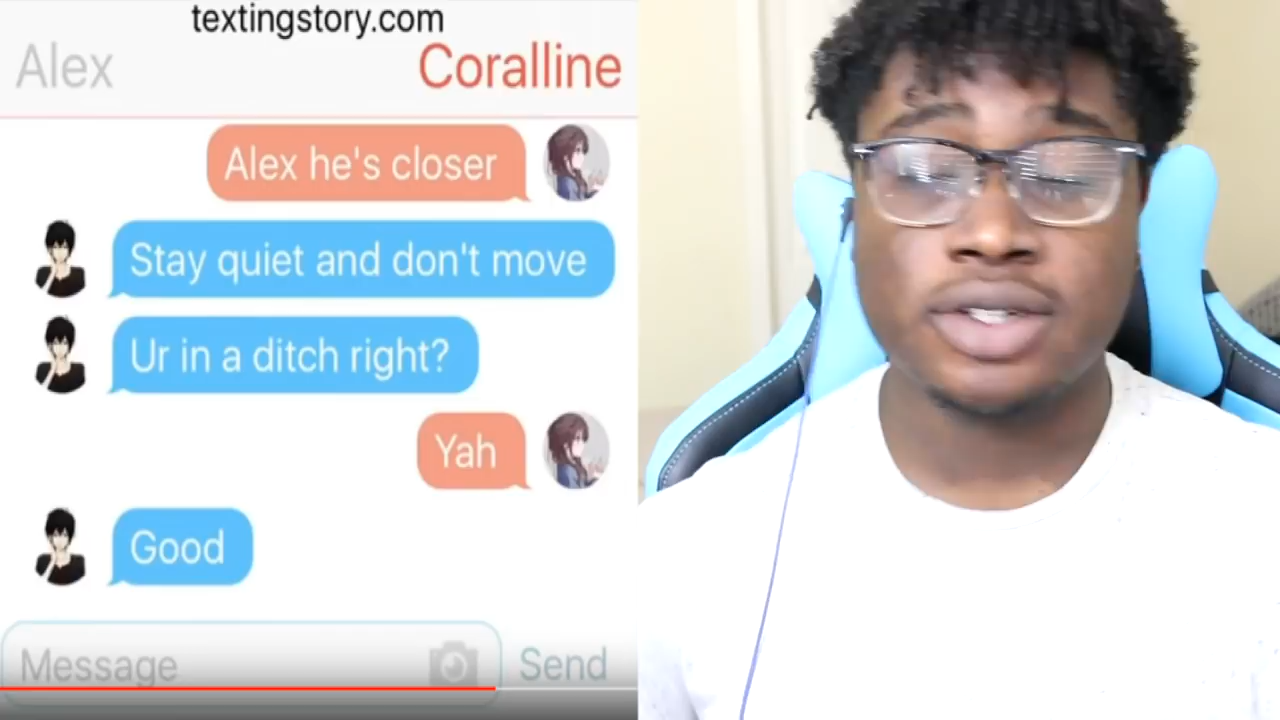 textingstory.com
Alex
Coralline
Alex he's closer
Stay quiet and don't move
Ur in a ditch right?
Yah
Good
Message
Send